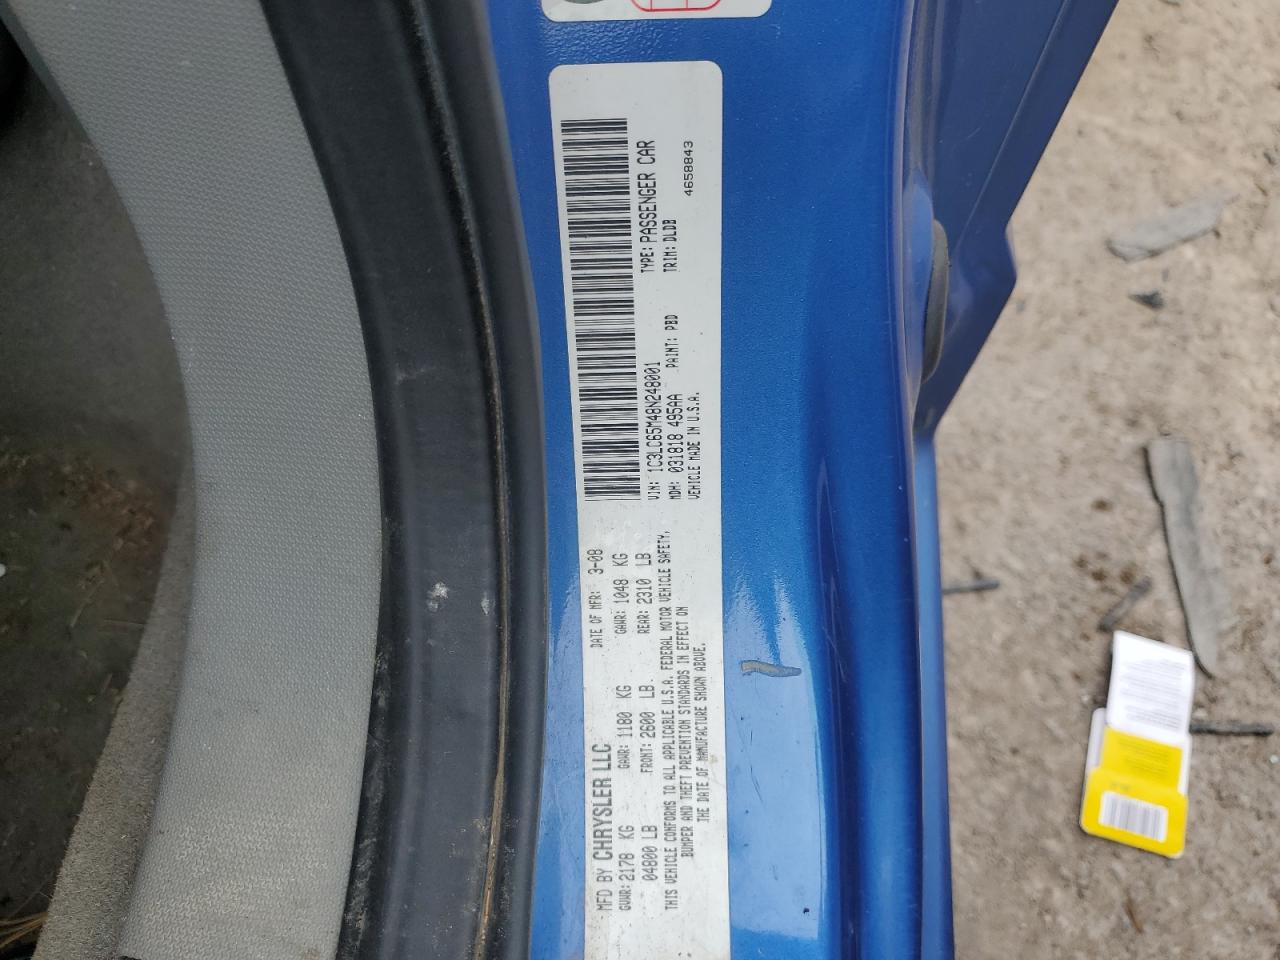 MFD BY CHRYSLER LLC
DATE OF MFR: 3-08
GVWR: 2178 KG
GAWR: 1180 KG
GAWR: 1048 KG
04800 LB
FRONT: 2600 LB
REAR: 2310 LB
THIS VEHICLE CONFORMS TO ALL APPLICABLE U.S.A. FEDERAL MOTOR VEHICLE SAFETY,
BUMPER AND THEFT PREVENTION STANDARDS IN EFFECT ON
THE DATE OF MANUFACTURE SHOWN ABOVE.
VIN: 1C3LC65M48N248001
TYPE: PASSENGER CAR
MDH: 031818 495AA
PAINT: PBD
TRIM: DLDB
VEHICLE MADE IN U.S.A.
4658843